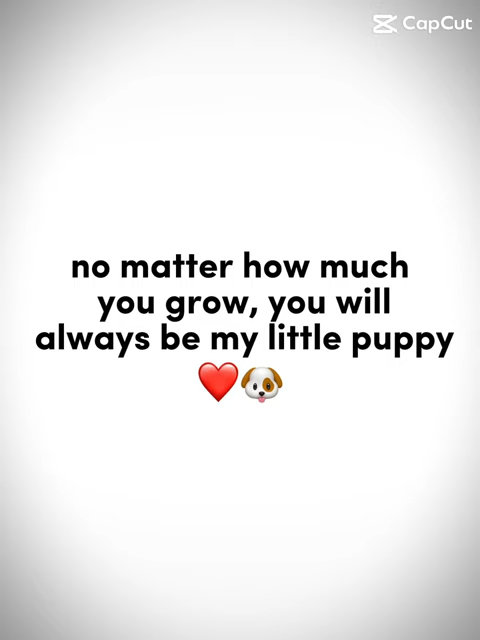 CapCut
no matter how much
you grow, you will
always be my little puppy
❤️🐶